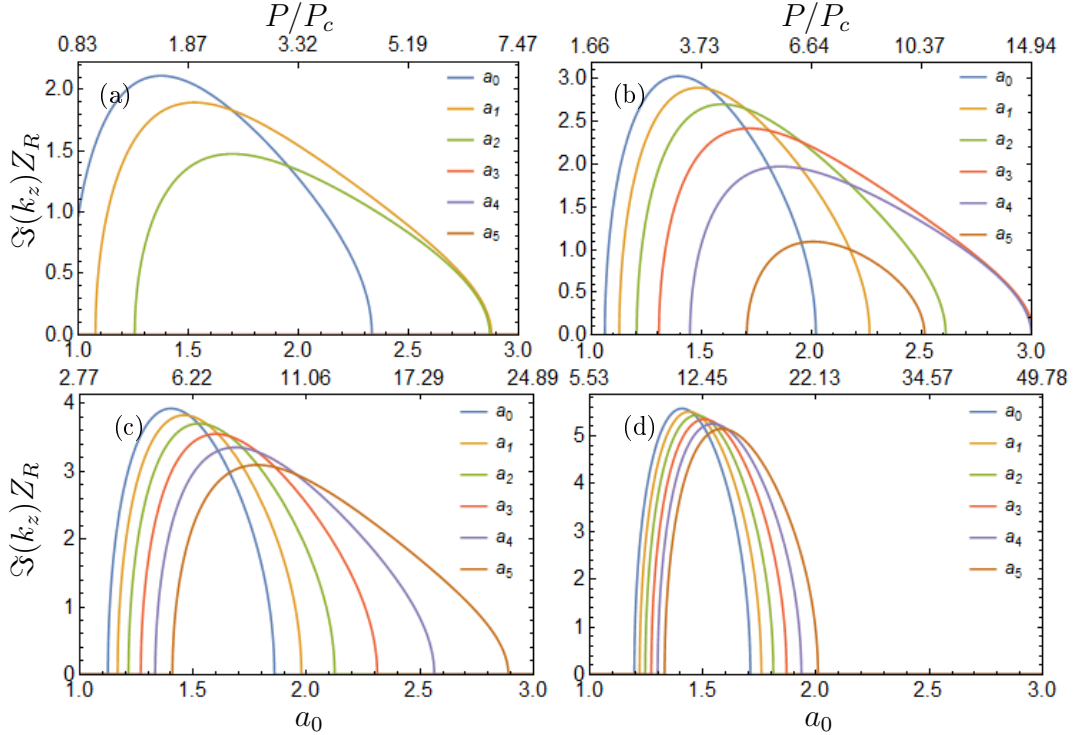 P/P_c P/P_c
0.83 1.87 3.32 5.19 7.47 1.66 3.73 6.64 10.37 14.94
(a) a_0 a_1 a_2 a_3 a_4 a_5
ℑ(k_z)Z_R
2.0 1.5 1.0 0.5 0.0
(b) a_0 a_1 a_2 a_3 a_4 a_5
3.0 2.5 2.0 1.5 1.0 0.5 0.0
1.0 1.5 2.0 2.5 3.0 1.0 1.5 2.0 2.5 3.0
2.77 6.22 11.06 17.29 24.89 5.53 12.45 22.13 34.57 49.78
(c) a_0 a_1 a_2 a_3 a_4 a_5
ℑ(k_z)Z_R
4 3 2 1 0
(d) a_0 a_1 a_2 a_3 a_4 a_5
5 4 3 2 1 0
1.0 1.5 2.0 2.5 3.0 1.0 1.5 2.0 2.5 3.0
a_0 a_0